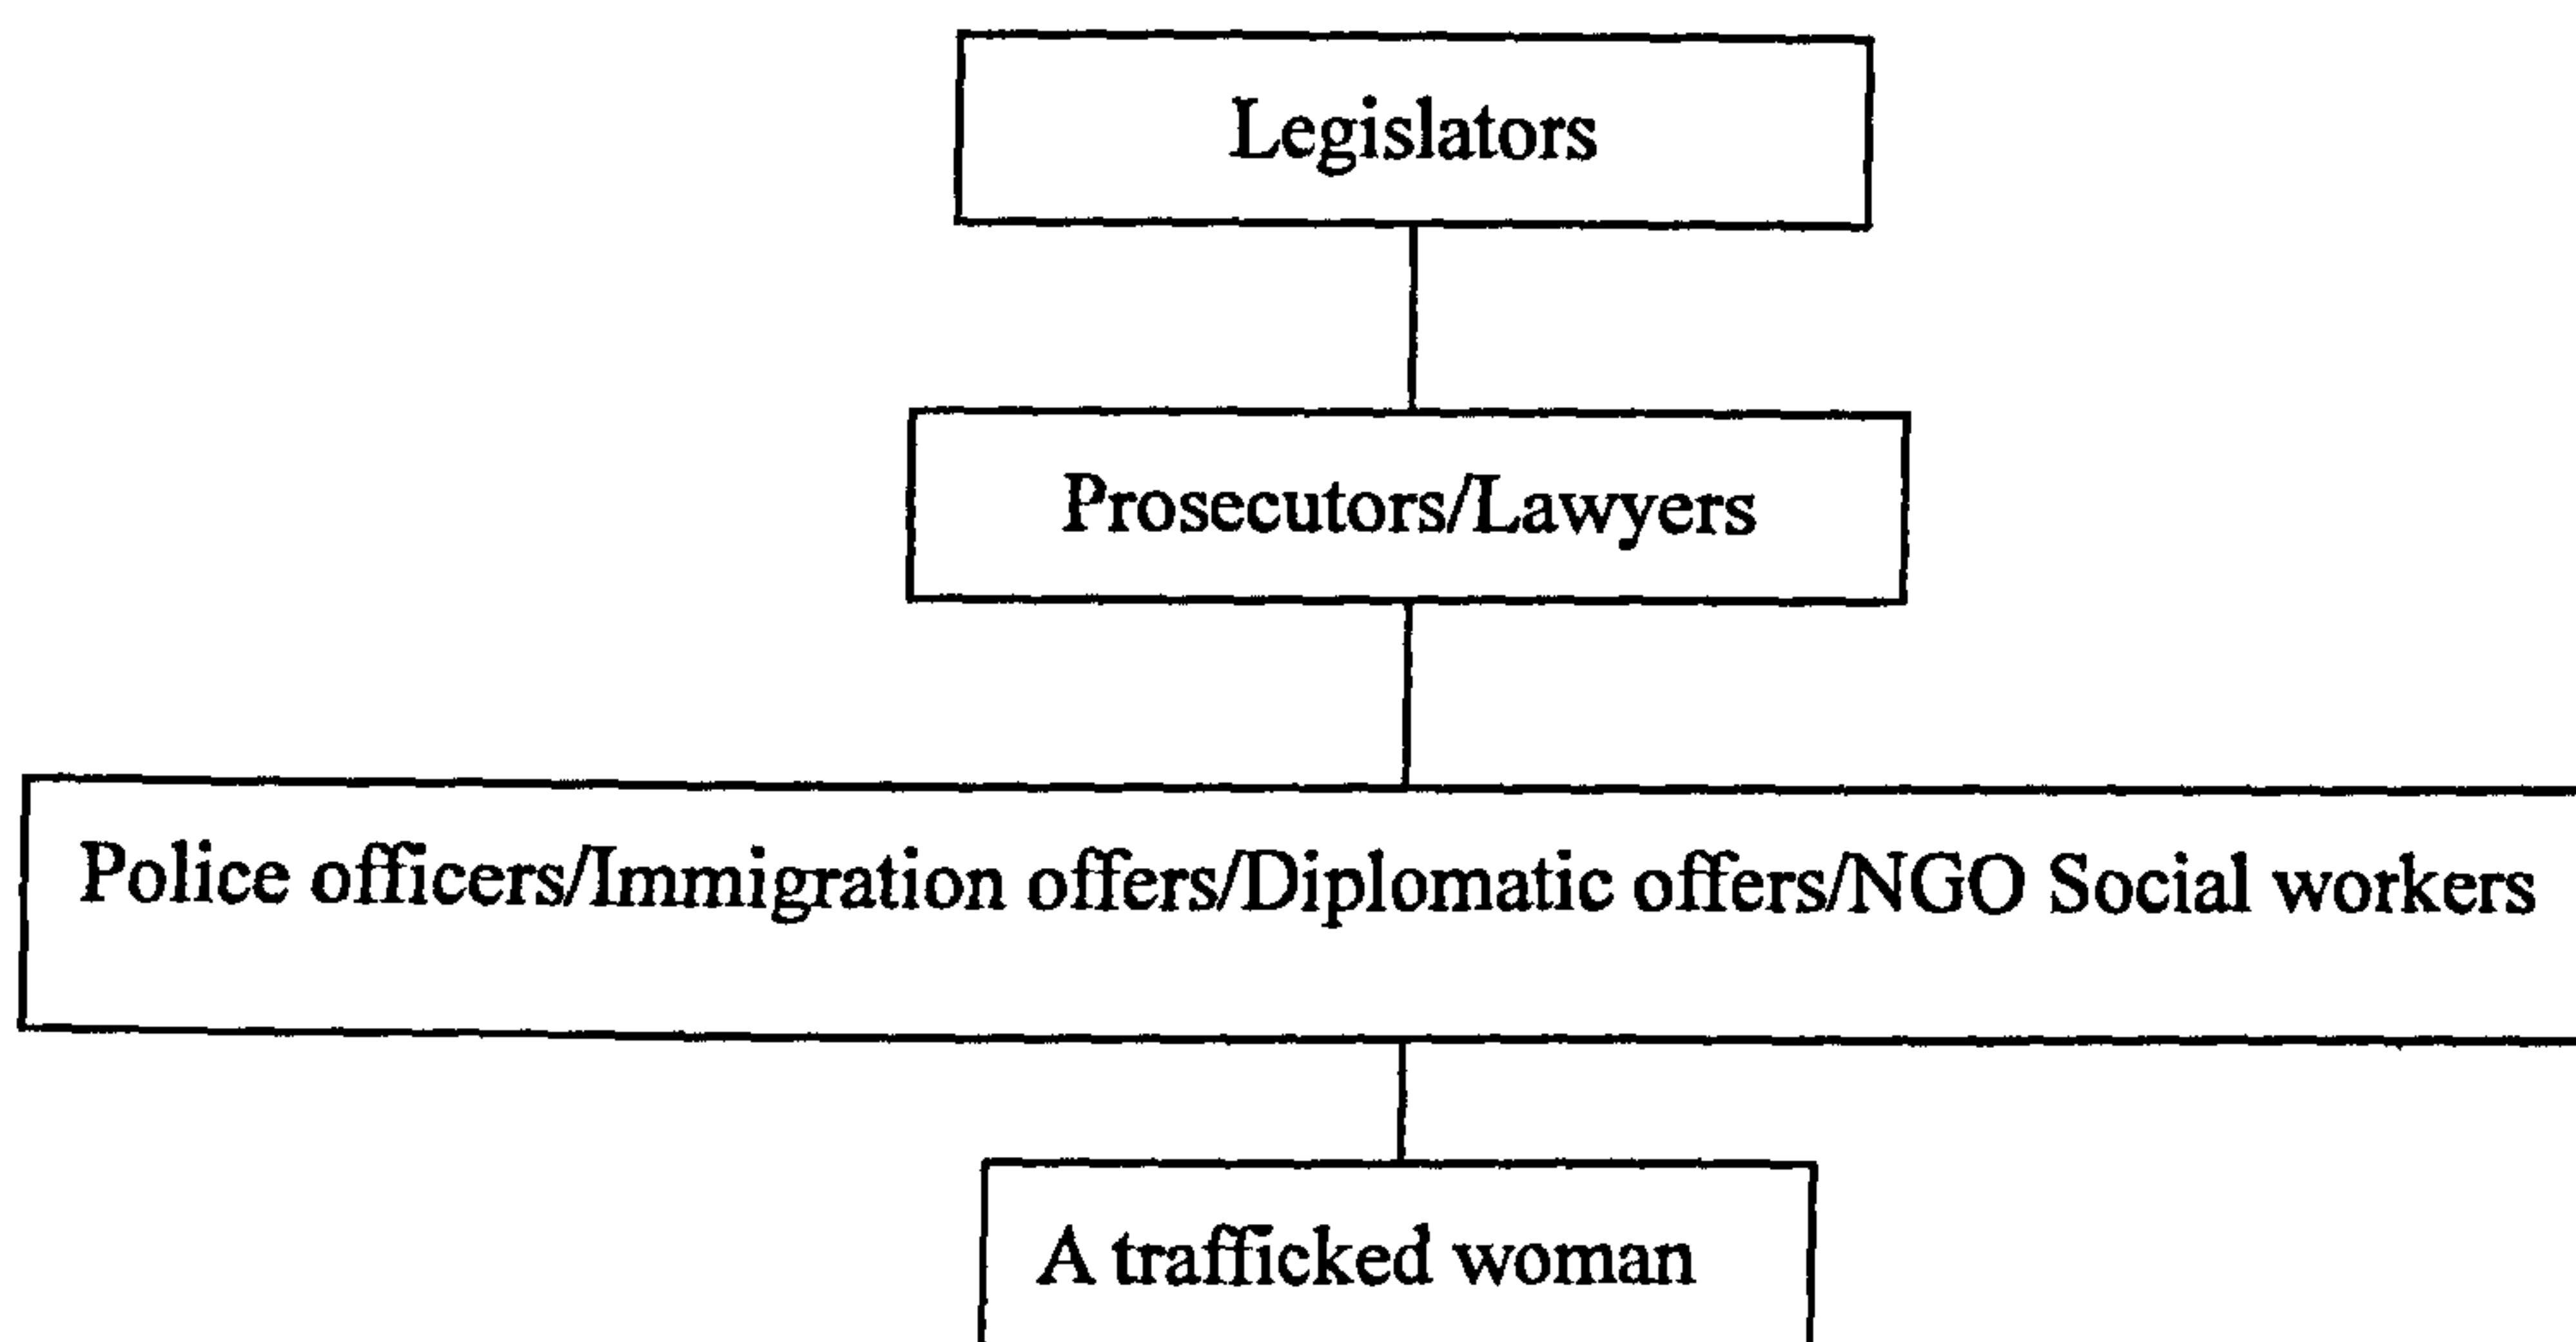 Legislators
Prosecutors/Lawyers
Police officers/Immigration offers/Diplomatic offers/NGO Social workers
A trafficked woman